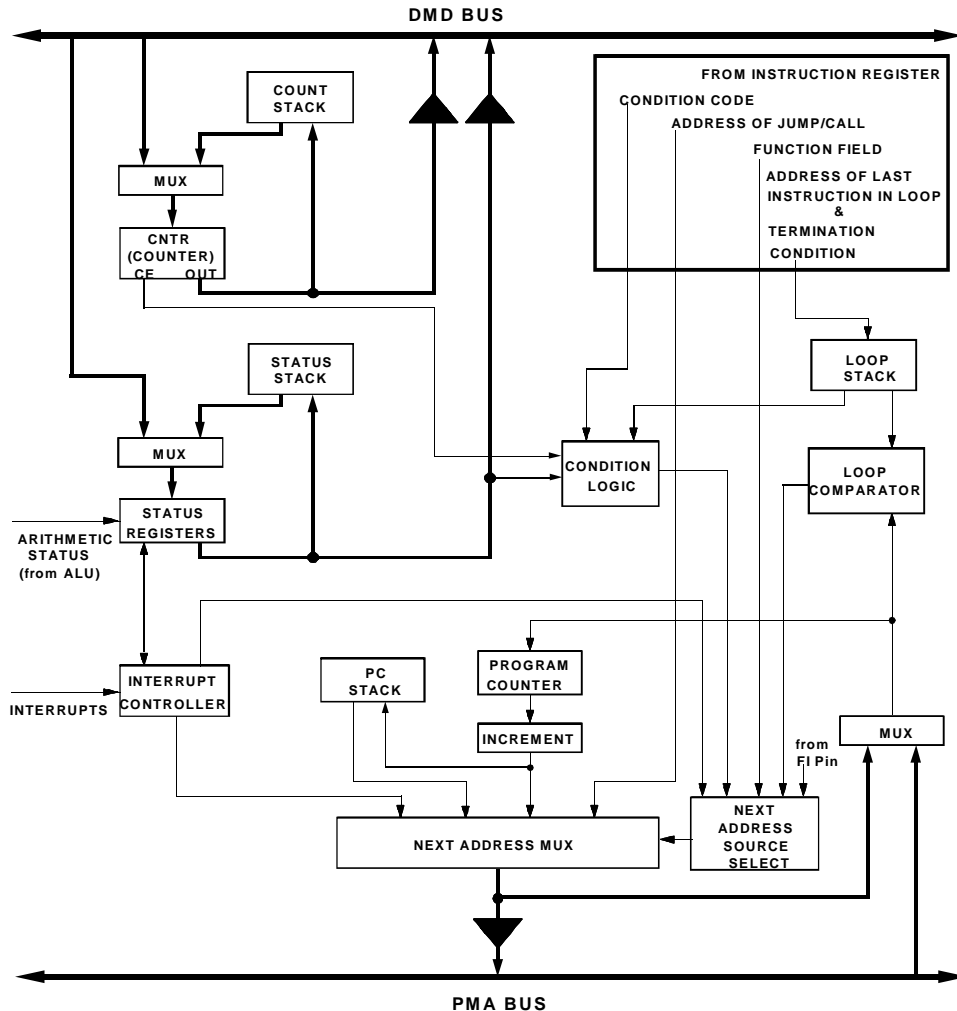 DMD BUS
FROM INSTRUCTION REGISTER
CONDITION CODE
ADDRESS OF JUMP/CALL
FUNCTION FIELD
ADDRESS OF LAST
INSTRUCTION IN LOOP
&
TERMINATION
CONDITION
COUNT
STACK
MUX
CNTR
(COUNTER)
CE OUT
STATUS
STACK
MUX
STATUS
REGISTERS
ARITHMETIC
STATUS
(from ALU)
LOOP
STACK
CONDITION
LOGIC
LOOP
COMPARATOR
INTERRUPT
CONTROLLER
INTERRUPTS
PC
STACK
PROGRAM
COUNTER
INCREMENT
MUX
from
FI Pin
NEXT ADDRESS MUX
NEXT
ADDRESS
SOURCE
SELECT
PMA BUS